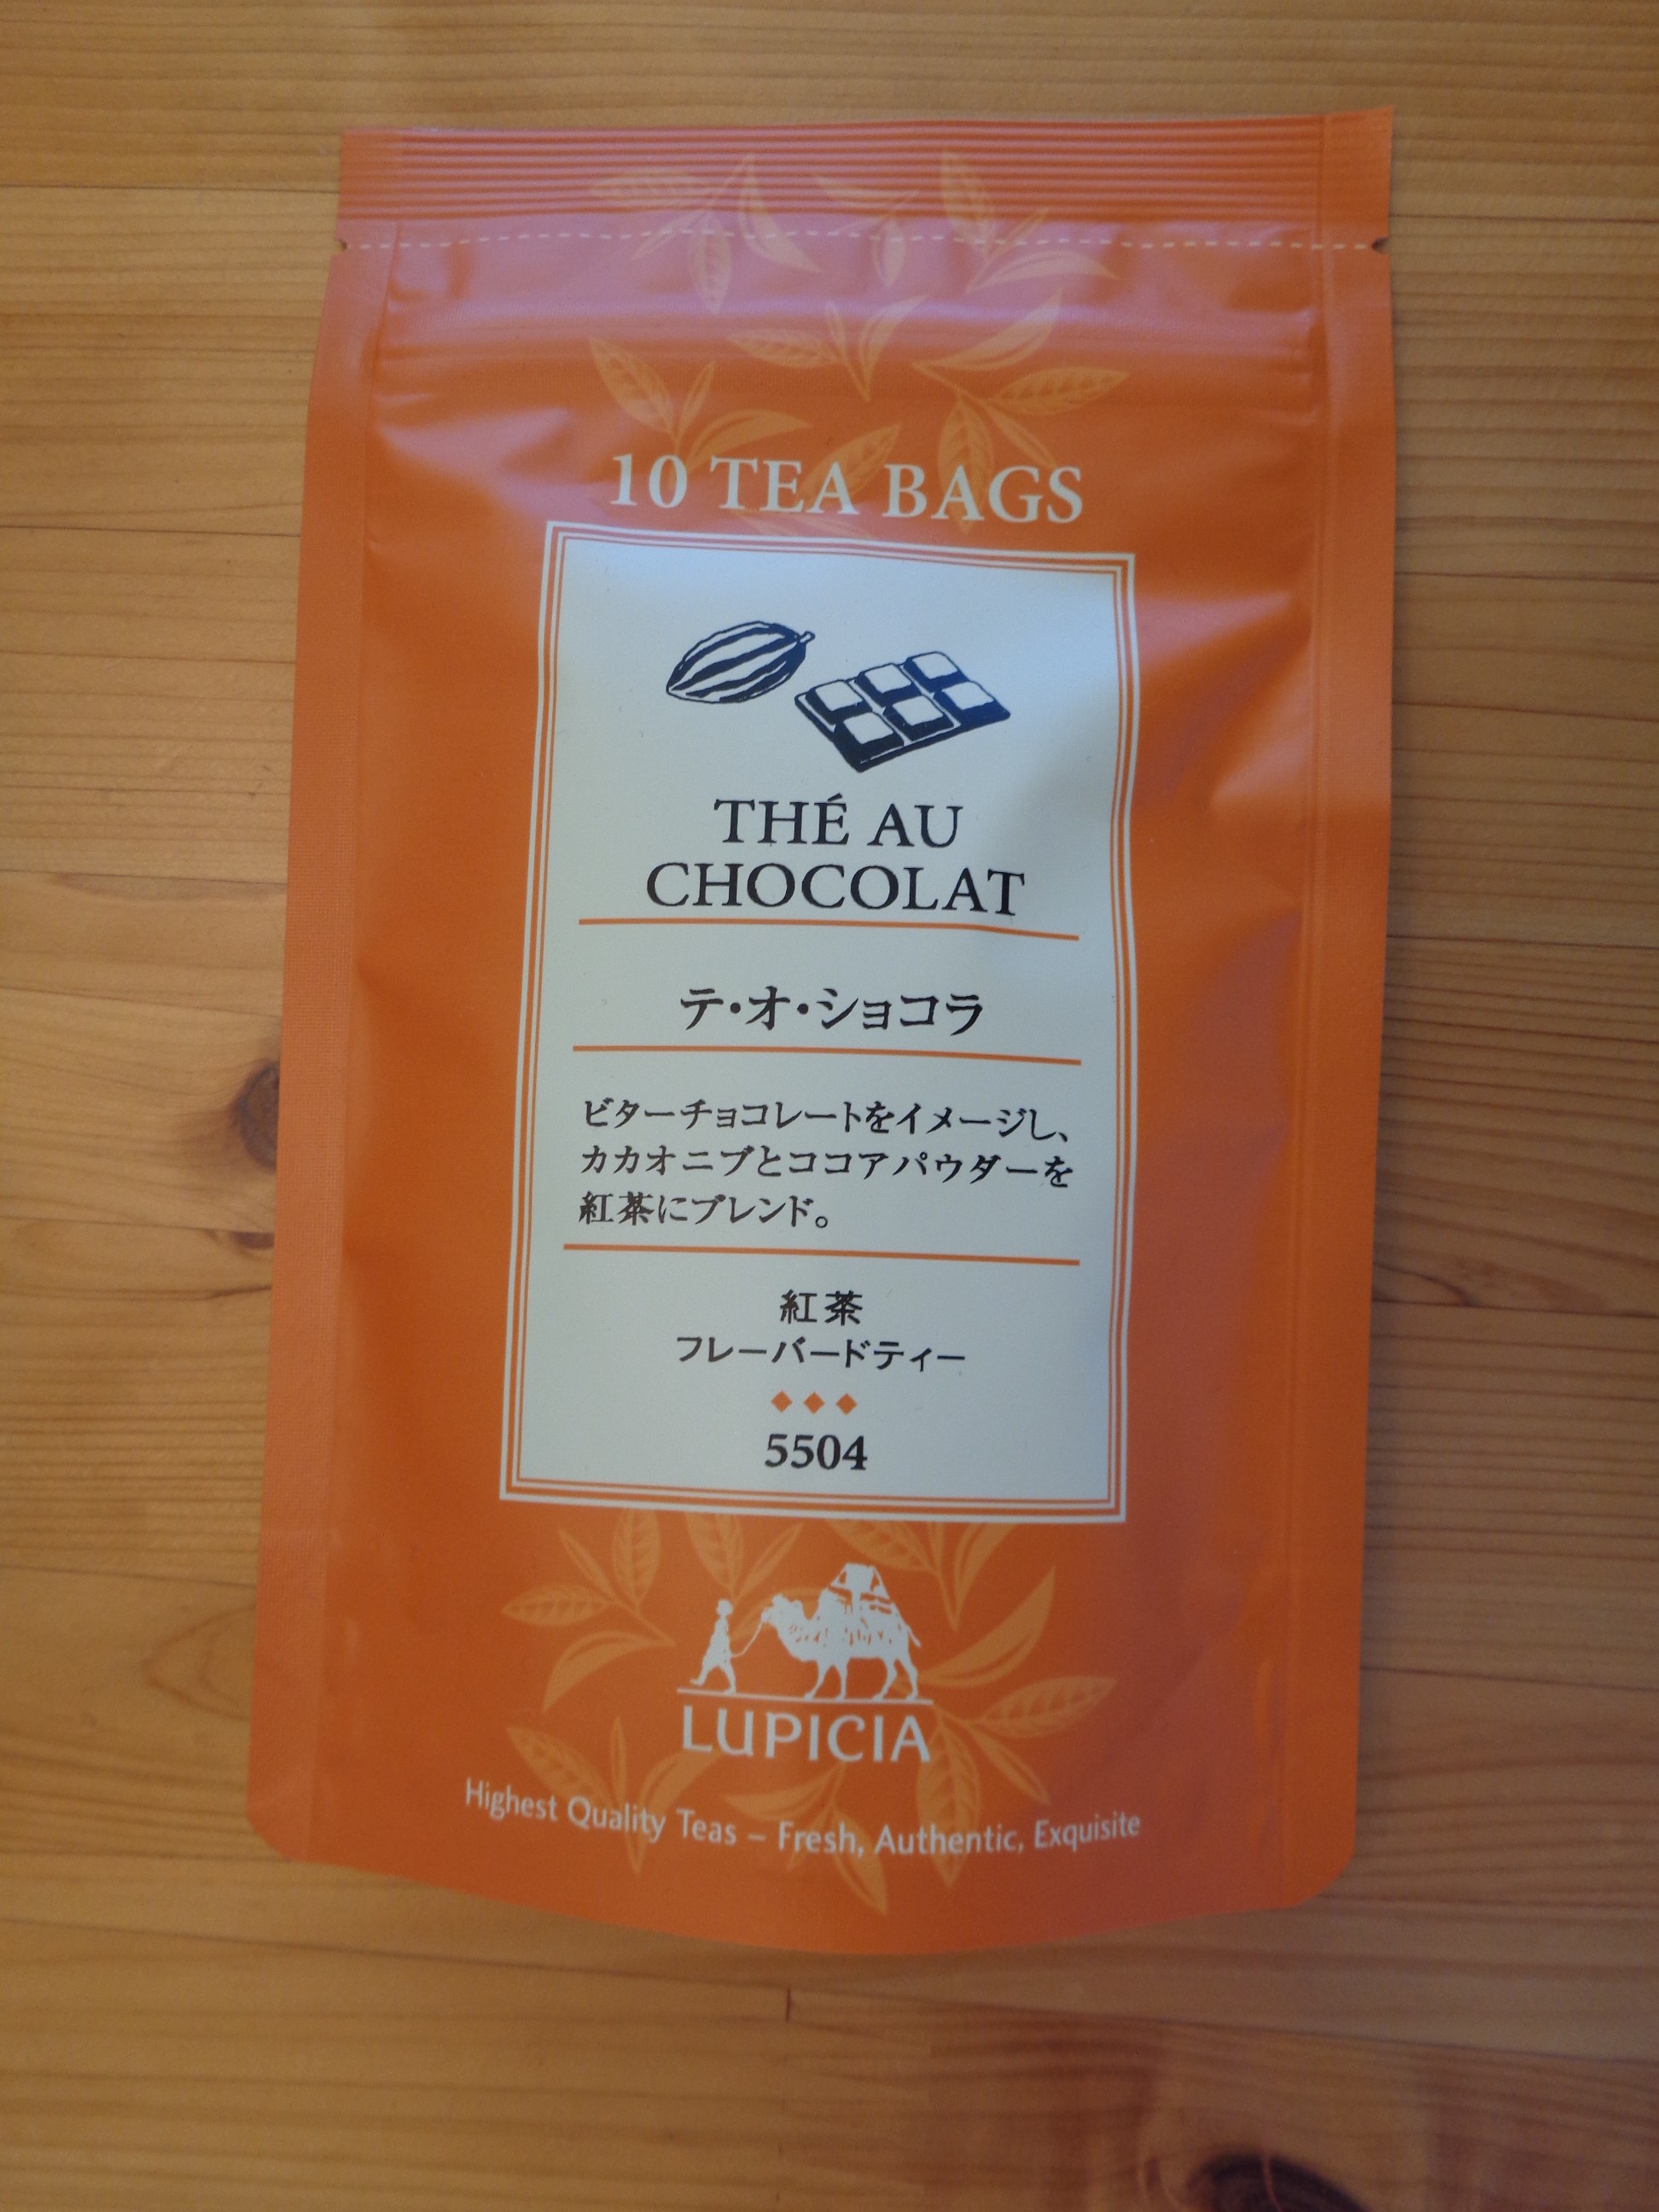 10 TEA BAGS
THÉ AU
CHOCOLAT
テ・オ・ショコラ
ビターチョコレートをイメージし、
カカオニブとココアパウダーを
紅茶にブレンド。
紅茶
フレーバードティー
5504
LUPICIA
Highest Quality Teas – Fresh, Authentic, Exquisite